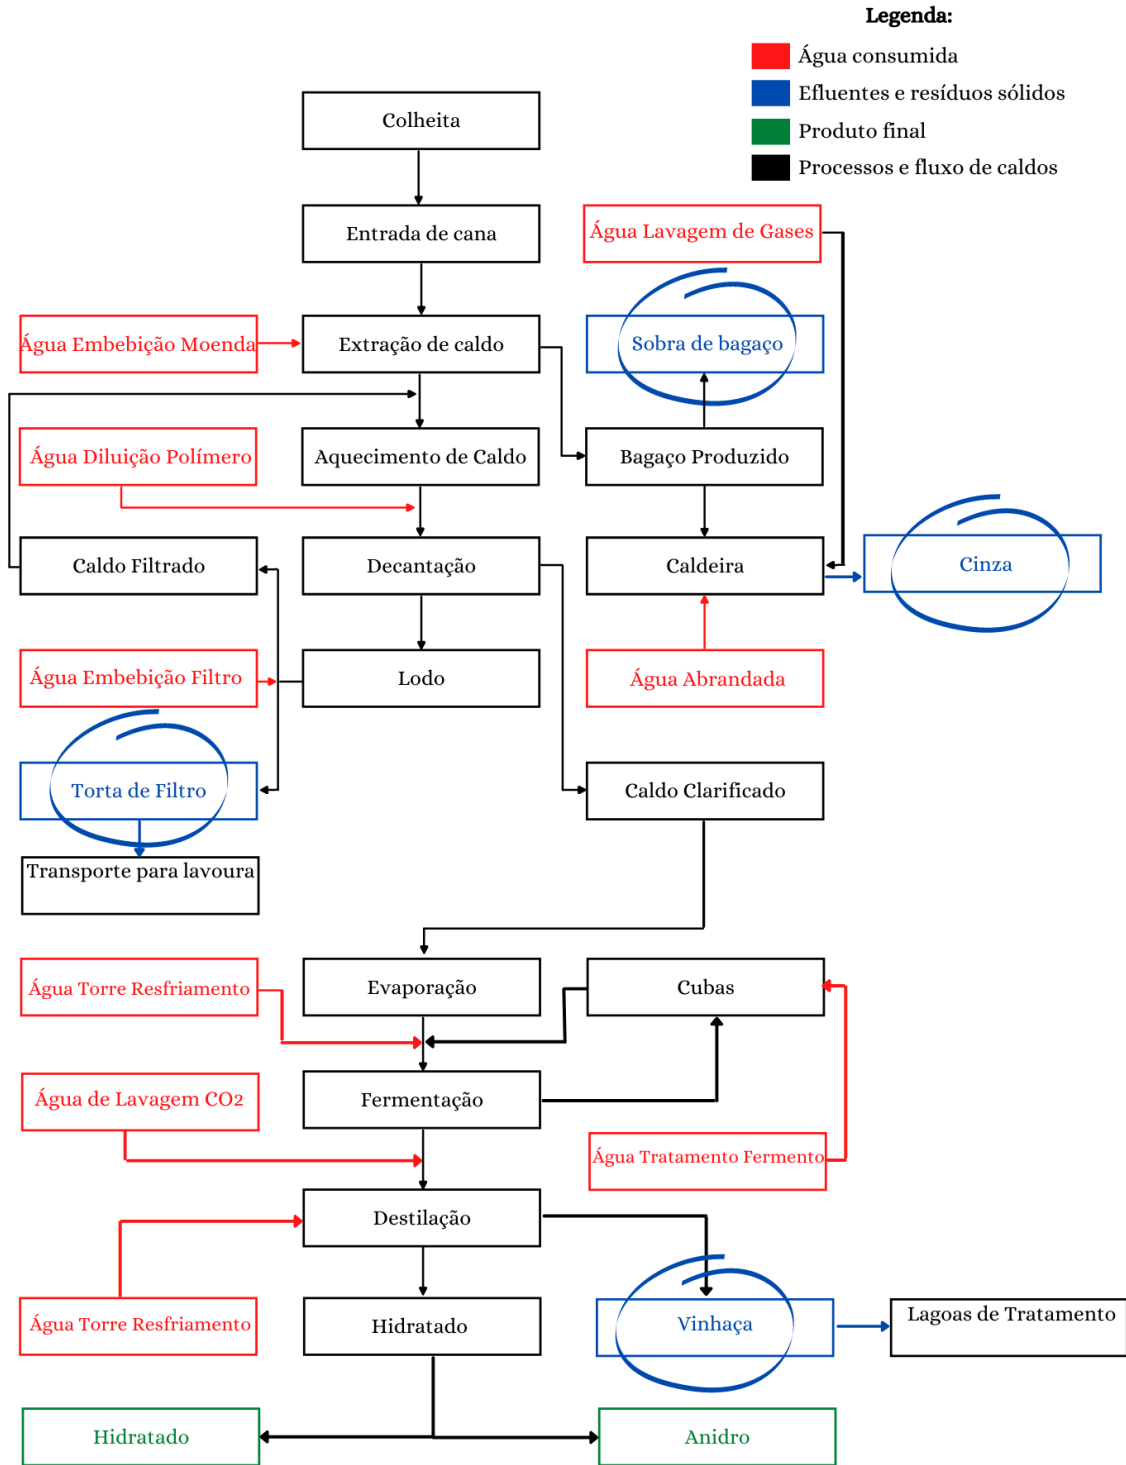 Legenda:
Água consumida
Efluentes e resíduos sólidos
Produto final
Processos e fluxo de caldos
Colheita
Entrada de cana
Água Lavagem de Gases
Água Embebição Moenda
Extração de caldo
Sobra de bagaço
Água Diluição Polímero
Aquecimento de Caldo
Bagaço Produzido
Caldo Filtrado
Decantação
Caldeira
Cinza
Água Embebição Filtro
Lodo
Água Abrandada
Torta de Filtro
Caldo Clarificado
Transporte para lavoura
Água Torre Resfriamento
Evaporação
Cubas
Água de Lavagem CO2
Fermentação
Água Tratamento Fermento
Destilação
Água Torre Resfriamento
Hidratado
Vinhaça
Lagoas de Tratamento
Hidratado
Anidro